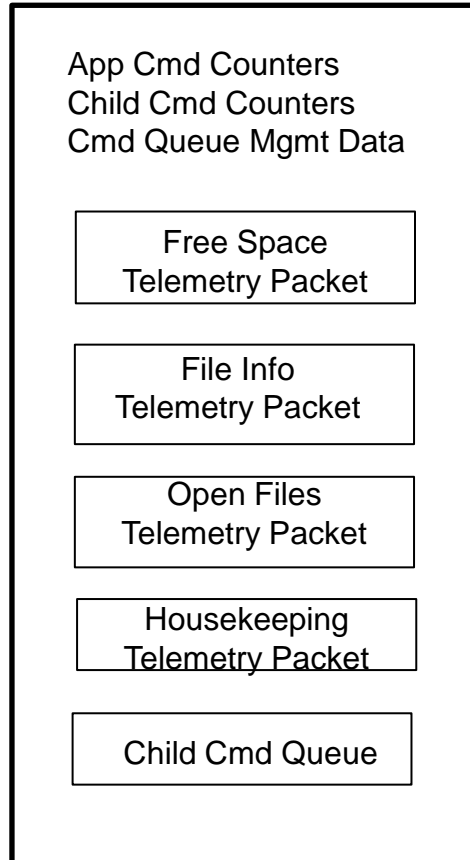 App Cmd Counters
Child Cmd Counters
Cmd Queue Mgmt Data
Free Space
Telemetry Packet
File Info
Telemetry Packet
Open Files
Telemetry Packet
Housekeeping
Telemetry Packet
Child Cmd Queue